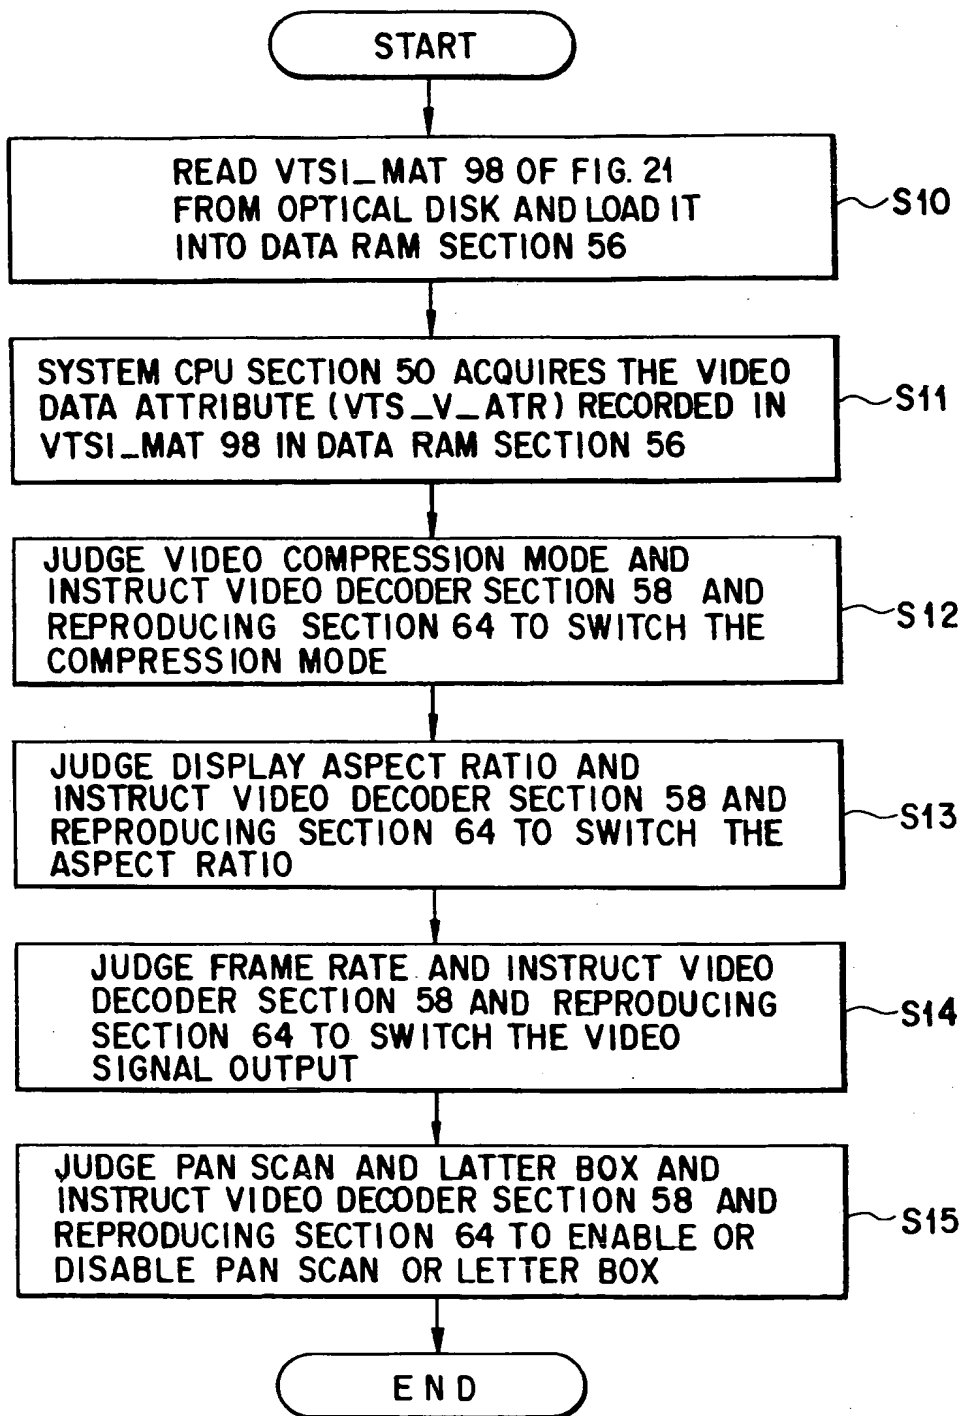 START
READ VTSI_MAT 98 OF FIG. 21
FROM OPTICAL DISK AND LOAD IT
INTO DATA RAM SECTION 56
S10
SYSTEM CPU SECTION 50 ACQUIRES THE VIDEO
DATA ATTRIBUTE (VTS_V_ATR) RECORDED IN
VTSI_MAT 98 IN DATA RAM SECTION 56
S11
JUDGE VIDEO COMPRESSION MODE AND
INSTRUCT VIDEO DECODER SECTION 58 AND
REPRODUCING SECTION 64 TO SWITCH THE
COMPRESSION MODE
S12
JUDGE DISPLAY ASPECT RATIO AND
INSTRUCT VIDEO DECODER SECTION 58 AND
REPRODUCING SECTION 64 TO SWITCH THE
ASPECT RATIO
S13
JUDGE FRAME RATE AND INSTRUCT VIDEO
DECODER SECTION 58 AND REPRODUCING
SECTION 64 TO SWITCH THE VIDEO
SIGNAL OUTPUT
S14
JUDGE PAN SCAN AND LATTER BOX AND
INSTRUCT VIDEO DECODER SECTION 58 AND
REPRODUCING SECTION 64 TO ENABLE OR
DISABLE PAN SCAN OR LETTER BOX
S15
END